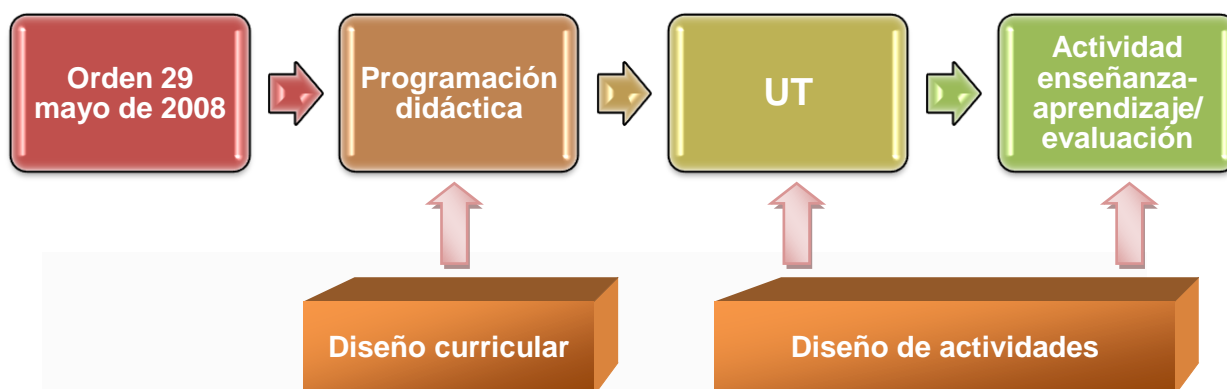 Orden 29
mayo de 2008
Programación
didáctica
UT
Actividad
enseñanza-
aprendizaje/
evaluación
Diseño curricular
Diseño de actividades